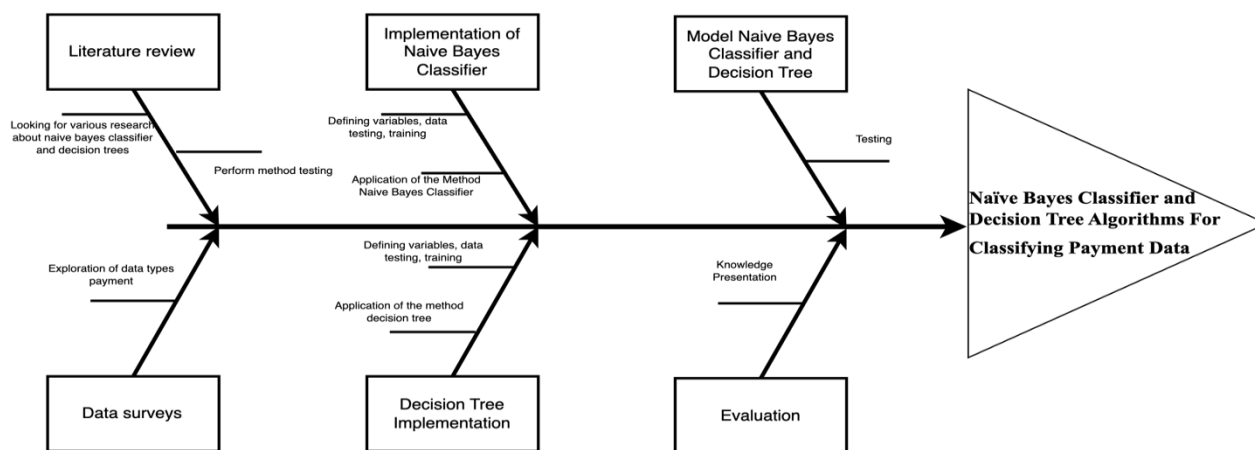 Literature review
Implementation of
Naive Bayes
Classifier
Model Naive Bayes
Classifier and
Decision Tree
Looking for various research
about naive bayes classifier
and decision trees
Perform method testing
Defining variables, data
testing, training
Application of the Method
Naive Bayes Classifier
Testing
Naïve Bayes Classifier and
Decision Tree Algorithms For
Classifying Payment Data
Exploration of data types
payment
Defining variables, data
testing, training
Application of the method
decision tree
Knowledge
Presentation
Data surveys
Decision Tree
Implementation
Evaluation